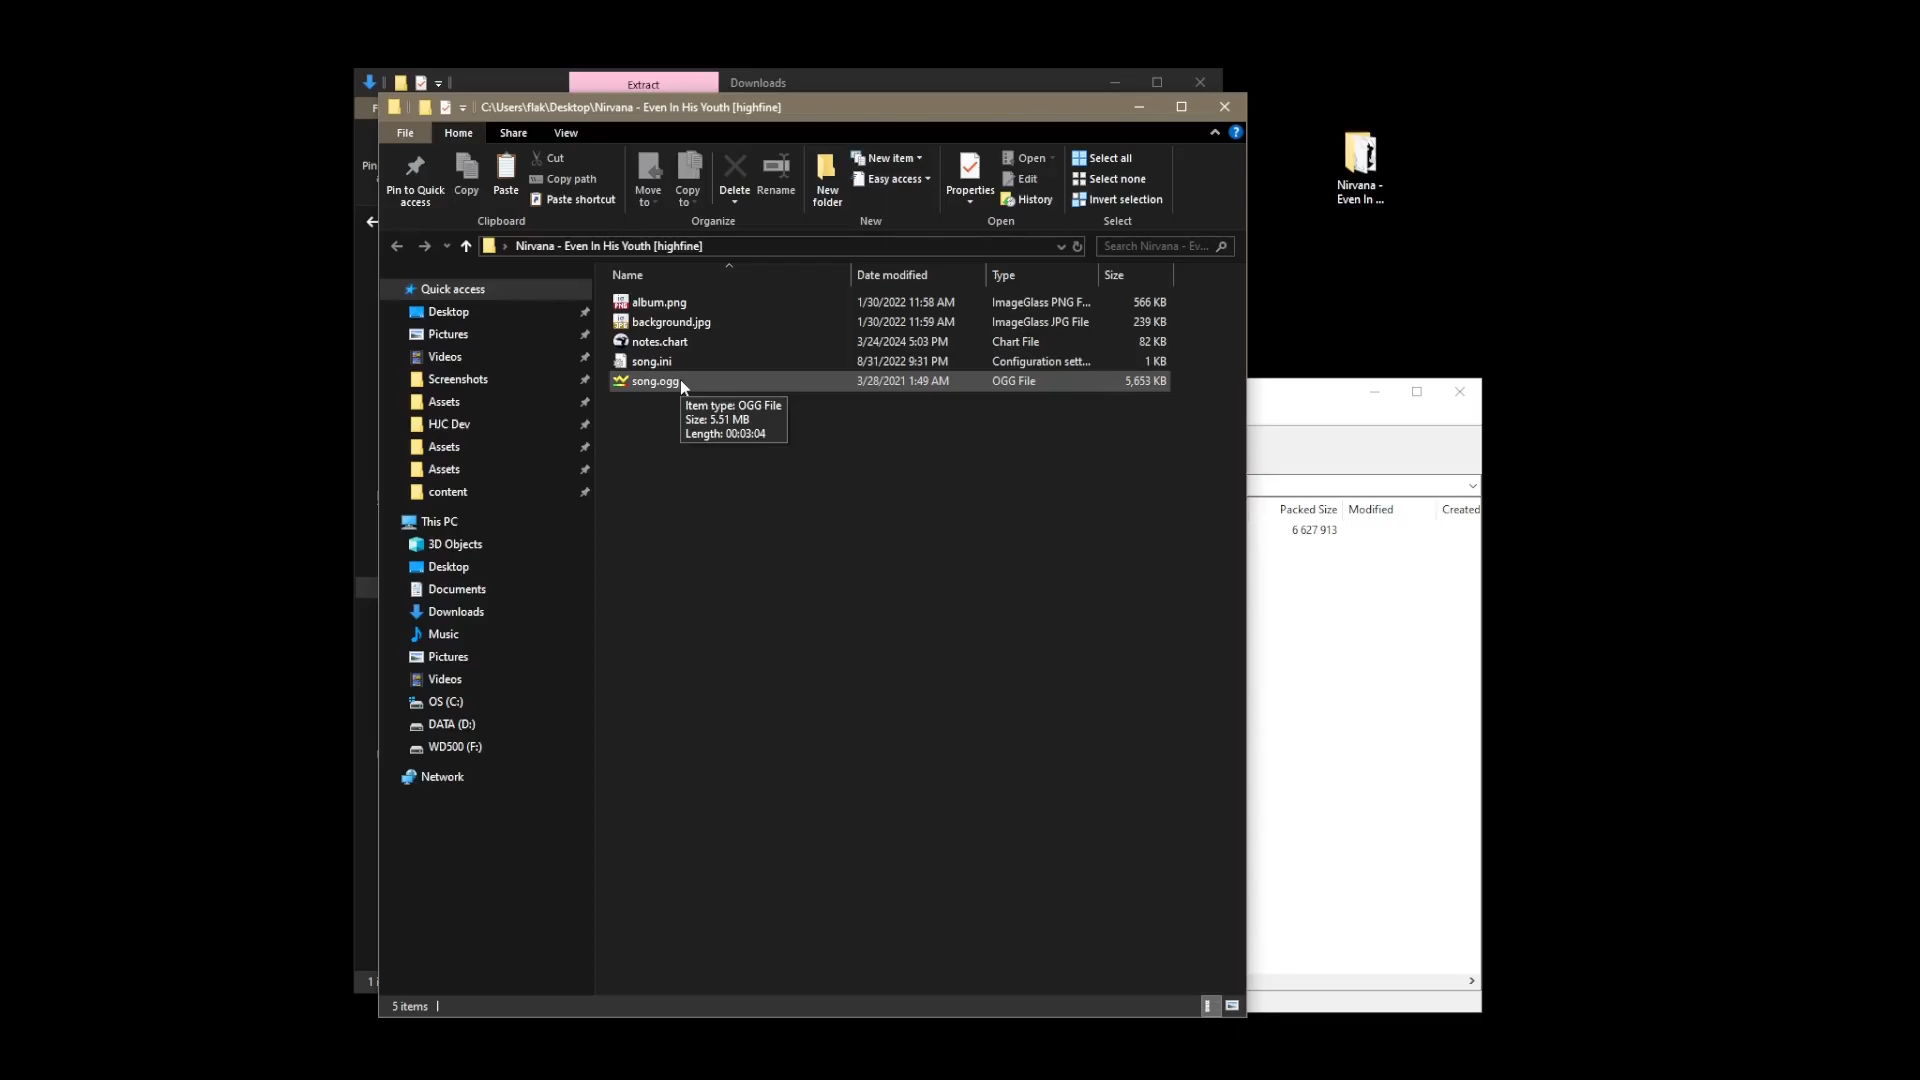 Extract
Downloads
C:\Users\flak\Desktop\Nirvana - Even In His Youth [highfine]
File
Home
Share
View
Pin
Pin to Quick access
Copy
Paste
Cut
Copy path
Paste shortcut
Clipboard
Move to
Copy to
Delete
Rename
Organize
New folder
New item
Easy access
New
Properties
Open
Edit
History
Open
Select all
Select none
Invert selection
Select
Nirvana - Even In His Youth [highfine]
Search Nirvana - Ev...
Name
Date modified
Type
Size
album.png 1/30/2022 11:58 AM ImageGlass PNG F... 566 KB
background.jpg 1/30/2022 11:59 AM ImageGlass JPG File 239 KB
notes.chart 3/24/2024 5:03 PM Chart File 82 KB
song.ini 8/31/2022 9:31 PM Configuration sett... 1 KB
song.ogg 3/28/2021 1:49 AM OGG File 5,653 KB
Item type: OGG File
Size: 5.51 MB
Length: 00:03:04
Quick access
Desktop
Pictures
Videos
Screenshots
Assets
HJC Dev
Assets
Assets
content
This PC
3D Objects
Desktop
Documents
Downloads
Music
Pictures
Videos
OS (C:)
DATA (D:)
WD500 (F:)
Network
5 items
Nirvana -
Even In ...
Packed Size
Modified
Created
6 627 913